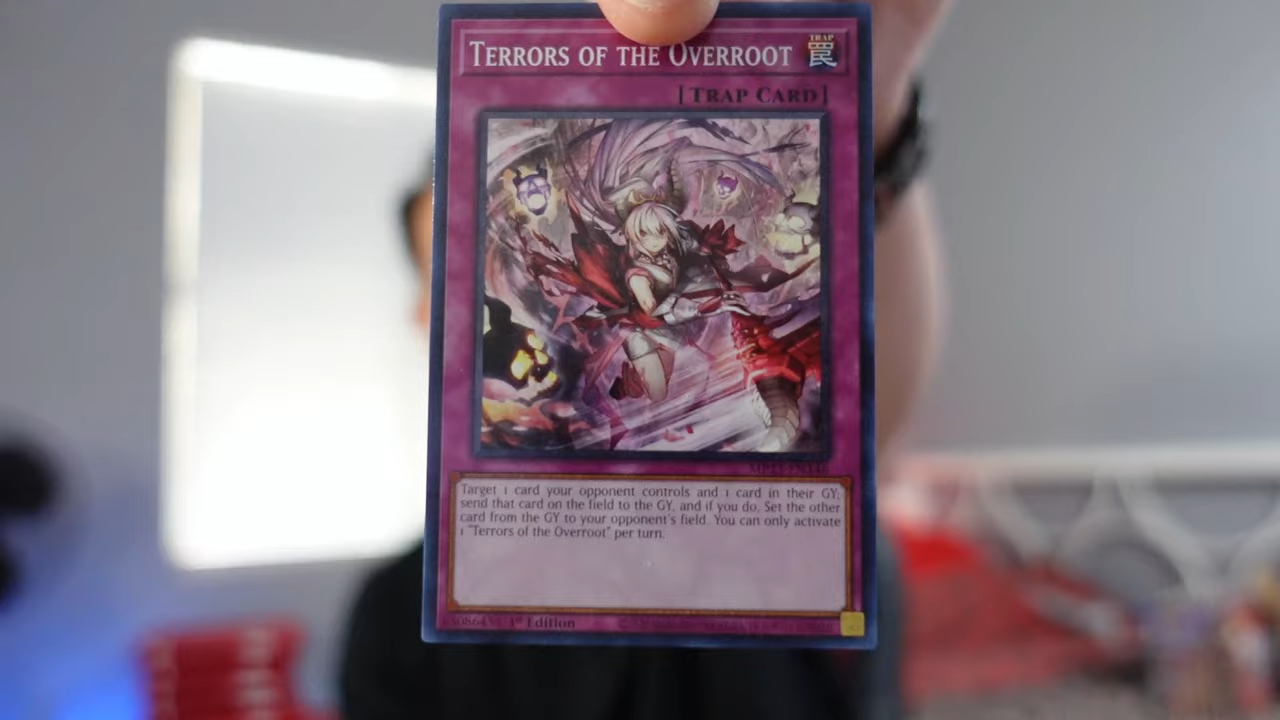 TERRORS OF THE OVERROOT
TRAP
罠
[TRAP CARD]
Target 1 card your opponent controls and 1 card in their GY;
send that card on the field to the GY, and if you do, Set the other
card from the GY to your opponent's field. You can only activate
1 "Terrors of the Overroot" per turn.
1st Edition